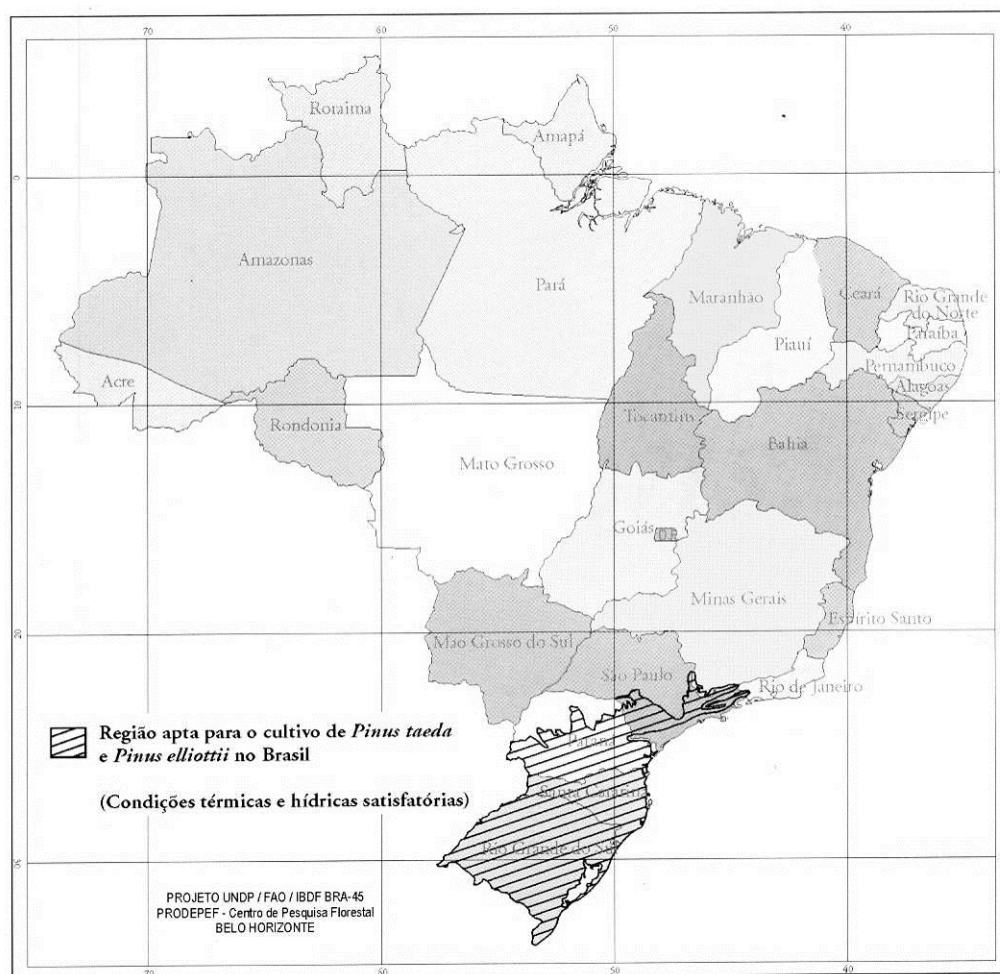 70
60
50
40
Roraima
Amapá
0
Amazonas
Pará
Maranhão
Ceará
Rio Grande
do Norte
Paraíba
Piauí
Pernambuco
Acre
Alagoas
10
Sergipe
Rondonia
Tocantins
Bahia
Mato Grosso
Goiás
D.F.
Minas Gerais
Espírito Santo
20
Mao Grosso do Sul
São Paulo
Rio de Janeiro
Região apta para o cultivo de Pinus taeda
e Pinus elliottii no Brasil
Paraná
(Condições térmicas e hídricas satisfatórias)
Santa Catarina
Rio Grande do Sul
PROJETO UNDP / FAO / IBDF BRA-45
PRODEPEF - Centro de Pesquisa Florestal
BELO HORIZONTE
70
60
50
40